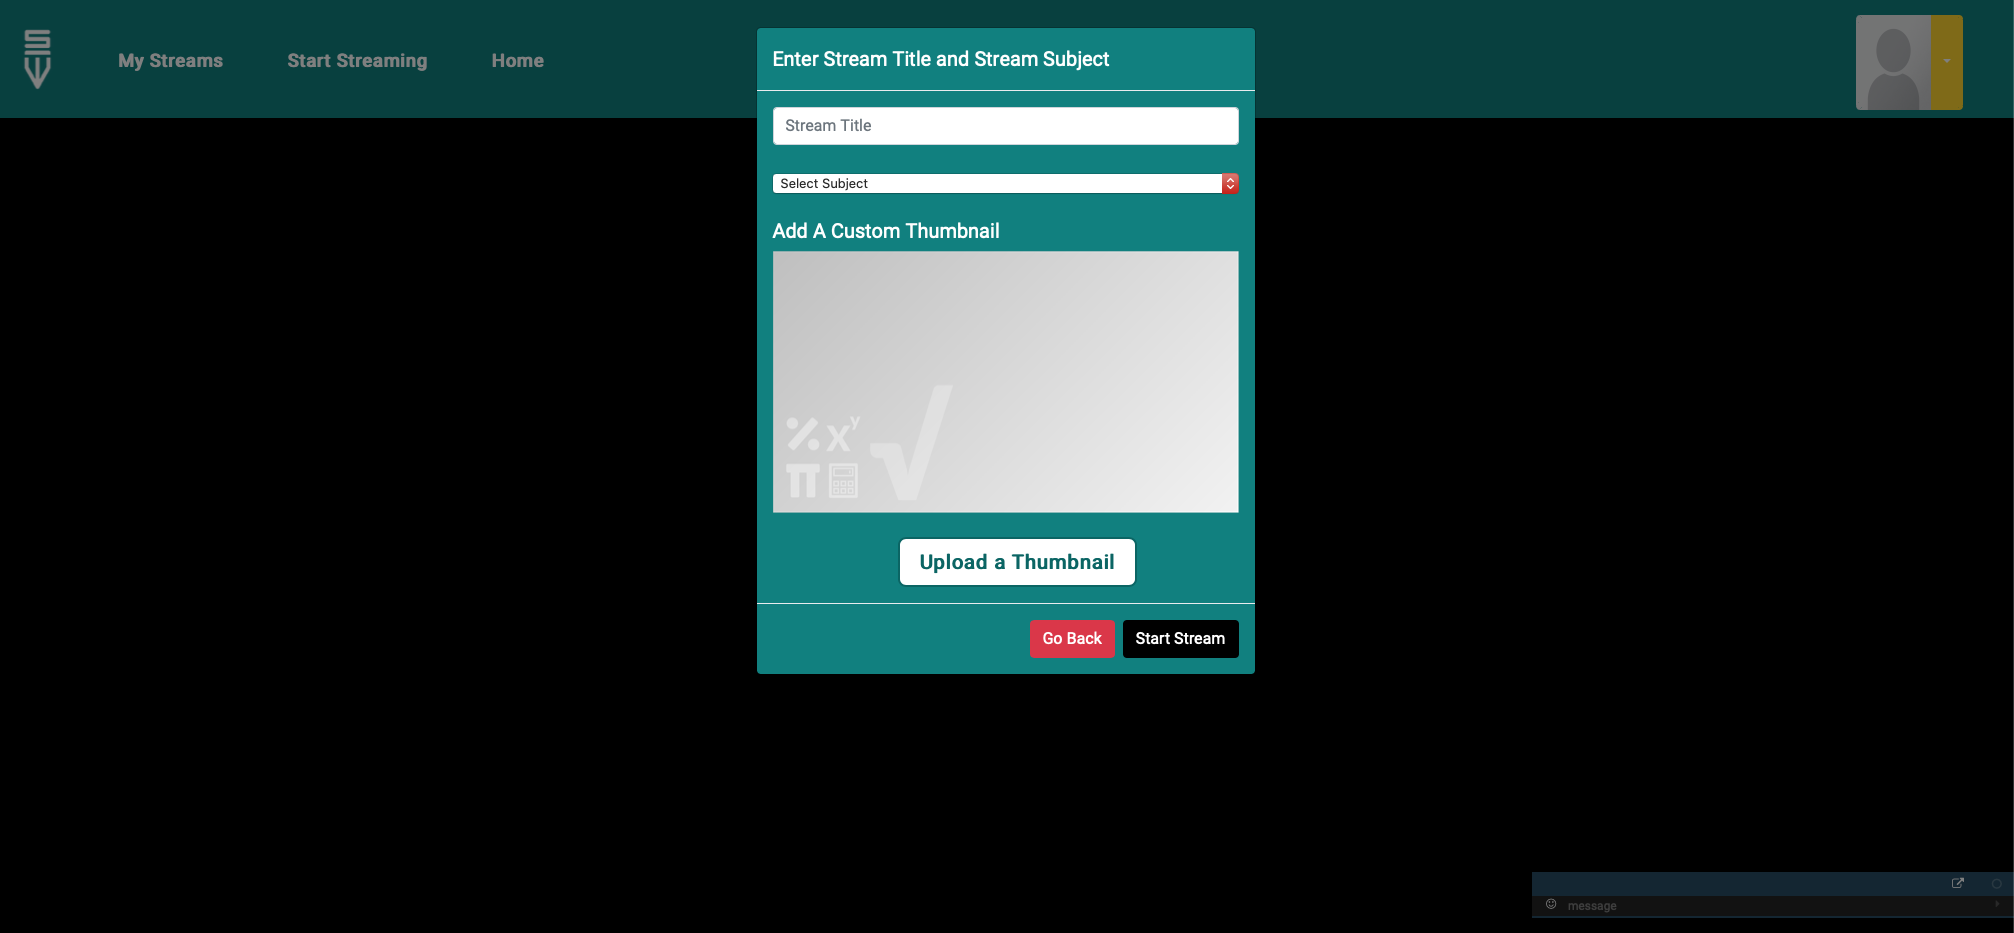 My Streams
Start Streaming
Home
Enter Stream Title and Stream Subject
Stream Title
Select Subject
Add A Custom Thumbnail
% xʸ √
π
Upload a Thumbnail
Go Back
Start Stream
message